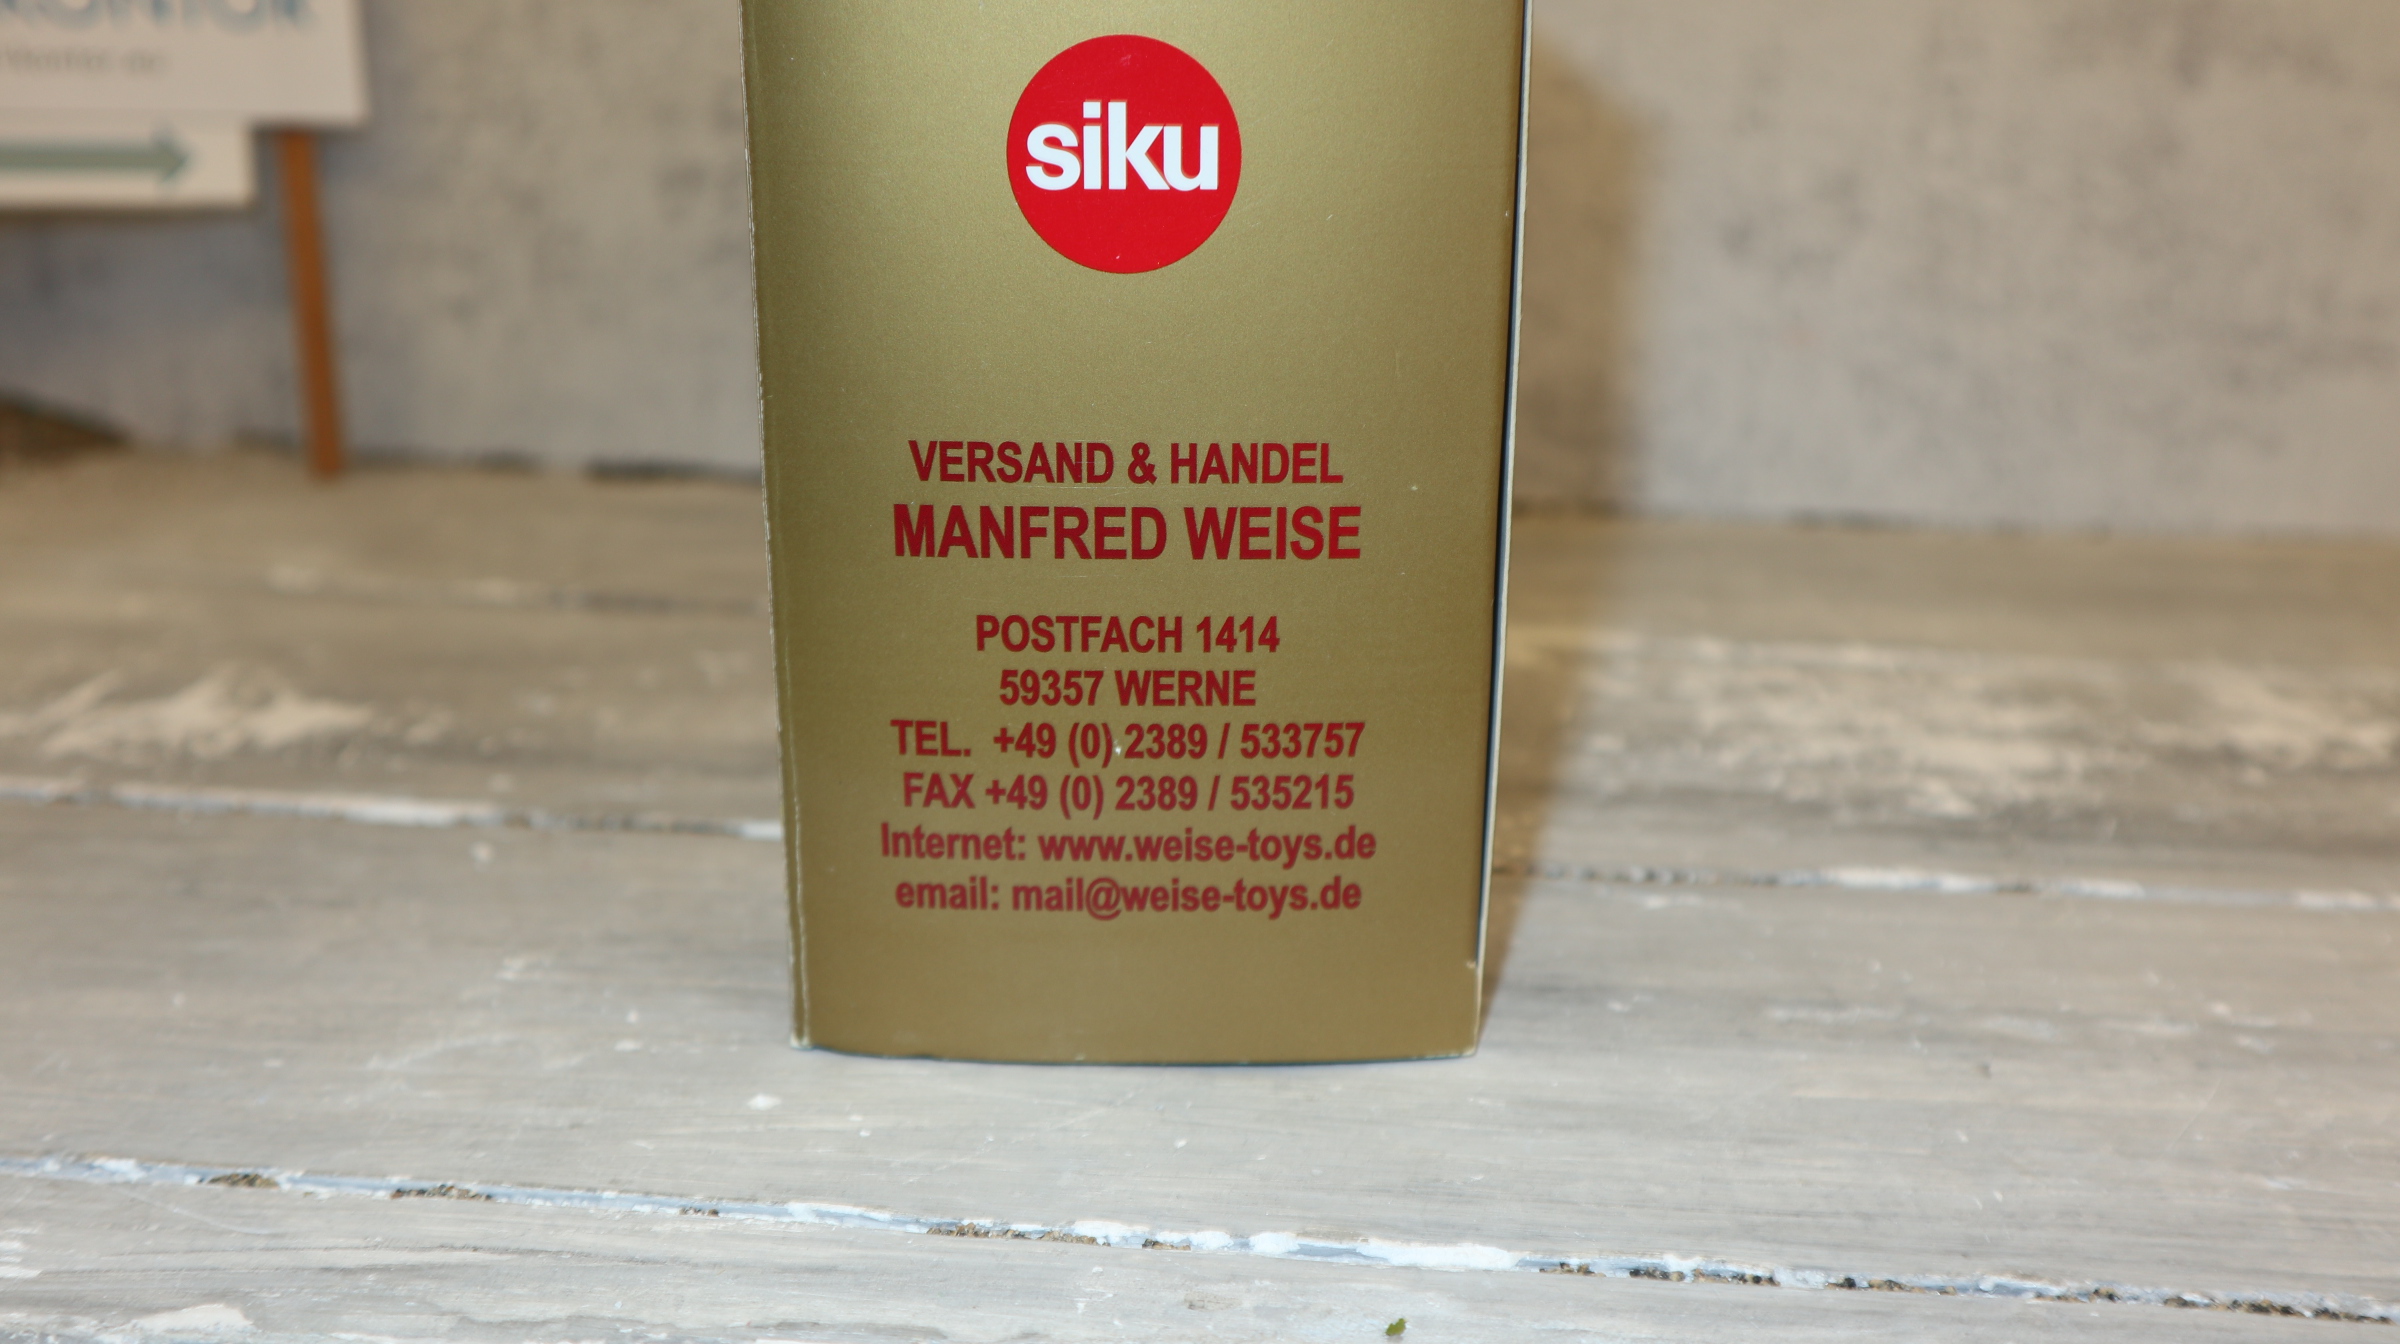 siku
VERSAND & HANDEL
MANFRED WEISE
POSTFACH 1414
59357 WERNE
TEL. +49 (0) 2389 / 533757
FAX +49 (0) 2389 / 535215
Internet: www.weise-toys.de
email: mail@weise-toys.de